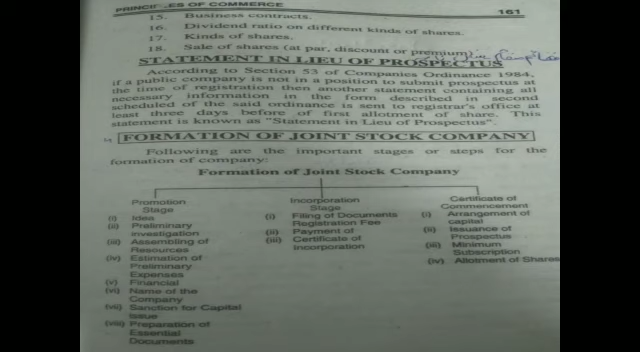 PRINCIPLES OF COMMERCE 161
15. Business contracts.
16. Dividend ratio on different kinds of shares.
17. Kinds of shares.
18. Sale of shares (at par, discount or premium)
STATEMENT IN LIEU OF PROSPECTUS
According to Section 53 of Companies Ordinance 1984,
if a public company is not in a position to submit prospectus at
the time of registration then another statement containing all
necessary information in the form described in second
scheduled of the said ordinance is sent to registrar's office at
least three days before of first allotment of share. This
statement is known as "Statement in Lieu of Prospectus".
FORMATION OF JOINT STOCK COMPANY
Following are the important stages or steps for the
formation of company:
Formation of Joint Stock Company
Promotion
Stage
(i) Idea
(ii) Preliminary
investigation
(iii) Assembling of
Resources
(iv) Estimation of
Preliminary
Expenses
(v) Financial
(vi) Name of the
Company
(vii) Sanction for Capital
Issue
(viii) Preparation of
Essential
Documents
Incorporation
Stage
(i) Filing of Documents
Registration Fee
(ii) Payment of
(iii) Certificate of
Incorporation
Certificate of
Commencement
(i) Arrangement of
capital
(ii) Issuance of
Prospectus
(iii) Minimum
Subscription
(iv) Allotment of Shares